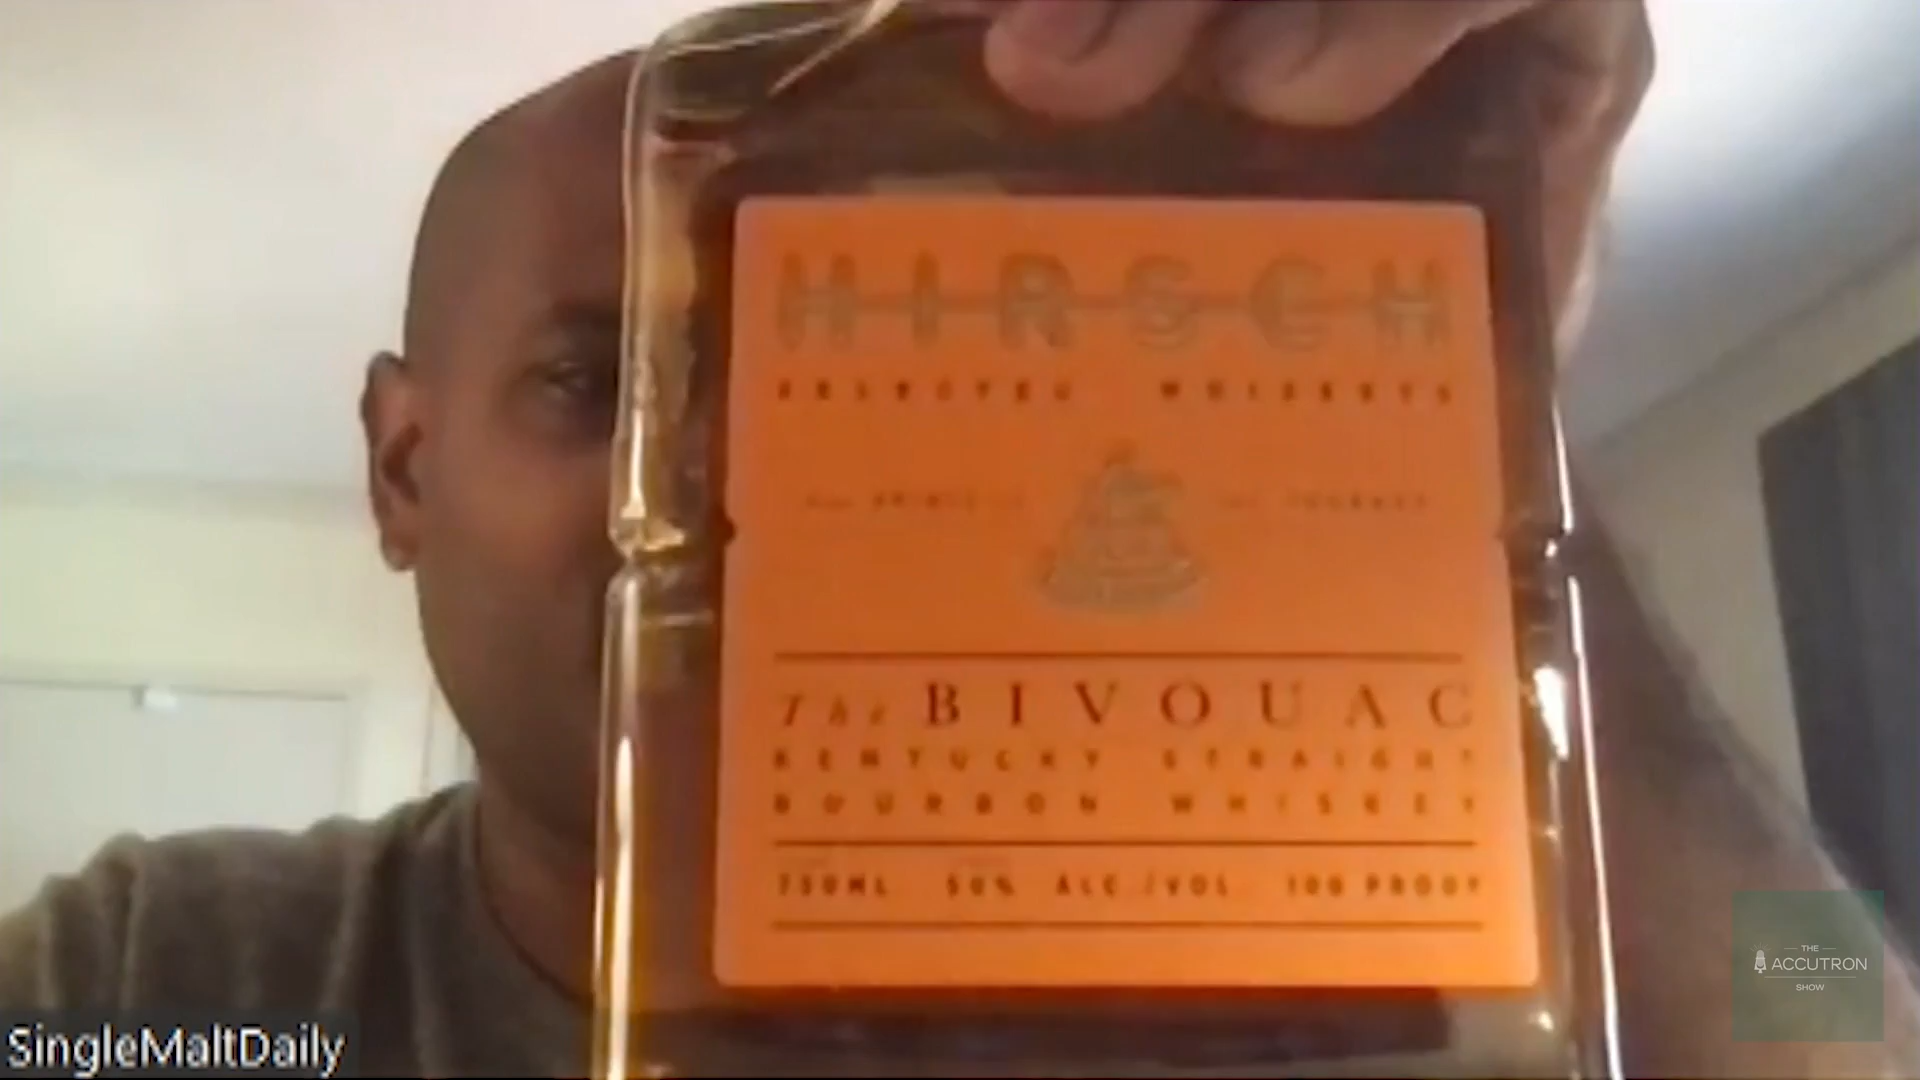 HIRSCH
SELECTED WHISKEYS
The BIVOUAC
KENTUCKY STRAIGHT
BOURBON WHISKEY
750ML 50% ALC./VOL 100 PROOF
THE
ACCUTRON
SHOW
SingleMaltDaily